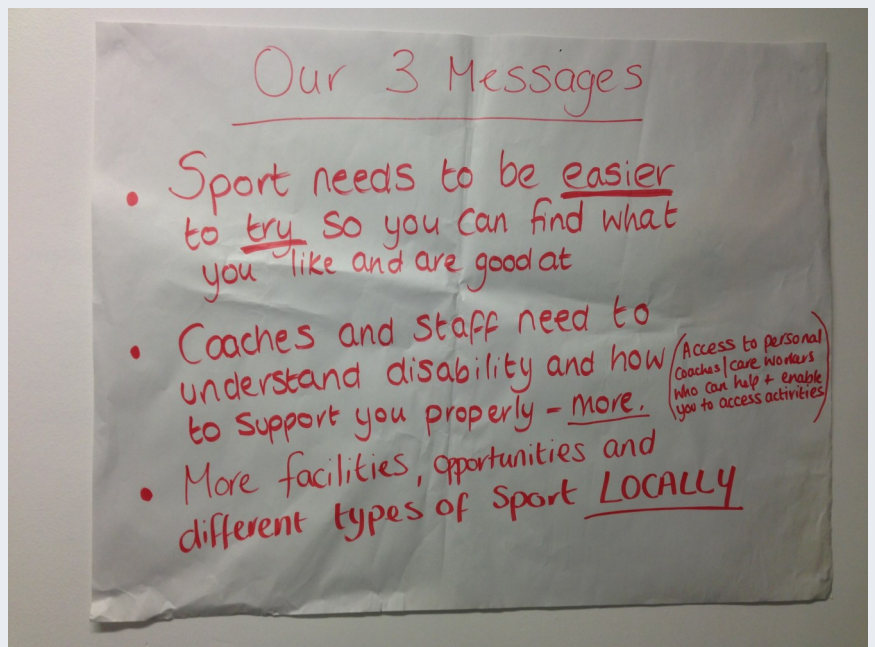 Our 3 Messages
• Sport needs to be easier
to try so you can find what
you like and are good at
• Coaches and staff need to
understand disability and how
to support you properly - more.
(Access to personal
coaches/care workers
who can help + enable
you to access activities)
• More facilities, opportunities and
different types of sport LOCALLY